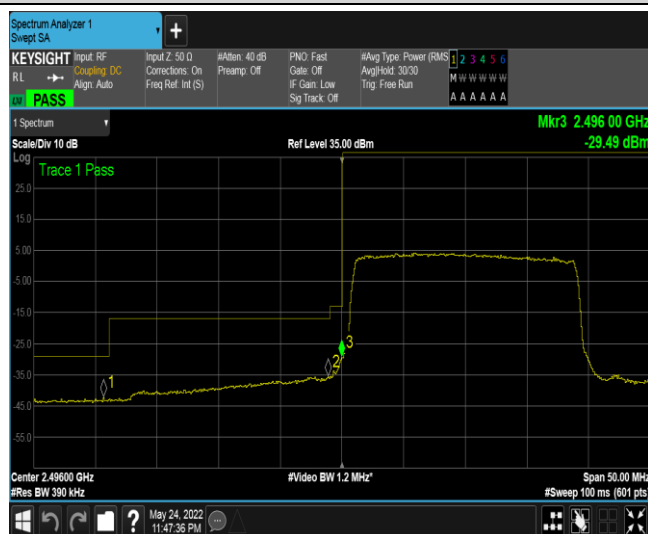 Spectrum Analyzer 1
Swept SA
KEYSIGHT
RL
PASS
Input: RF
Coupling: DC
Align: Auto
Input Z: 50 Ω
Corrections: On
Freq Ref: Int (S)
#Atten: 40 dB
Preamp: Off
PNO: Fast
Gate: Off
IF Gain: Low
Sig Track: Off
#Avg Type: Power (RMS
Avg|Hold: 30/30
Trig: Free Run
1 2 3 4 5 6
M W W W W W
A A A A A A
1 Spectrum
Mkr3 2.496 00 GHz
Scale/Div 10 dB
Ref Level 35.00 dBm
-29.49 dBm
Log
Trace 1 Pass
25.0
15.0
5.00
-5.00
-15.0
-25.0
3
2
-35.0
1
-45.0
-55.0
Center 2.49600 GHz
#Video BW 1.2 MHz*
Span 50.00 MHz
#Res BW 390 kHz
#Sweep 100 ms (601 pts)
?
May 24, 2022
11:47:36 PM